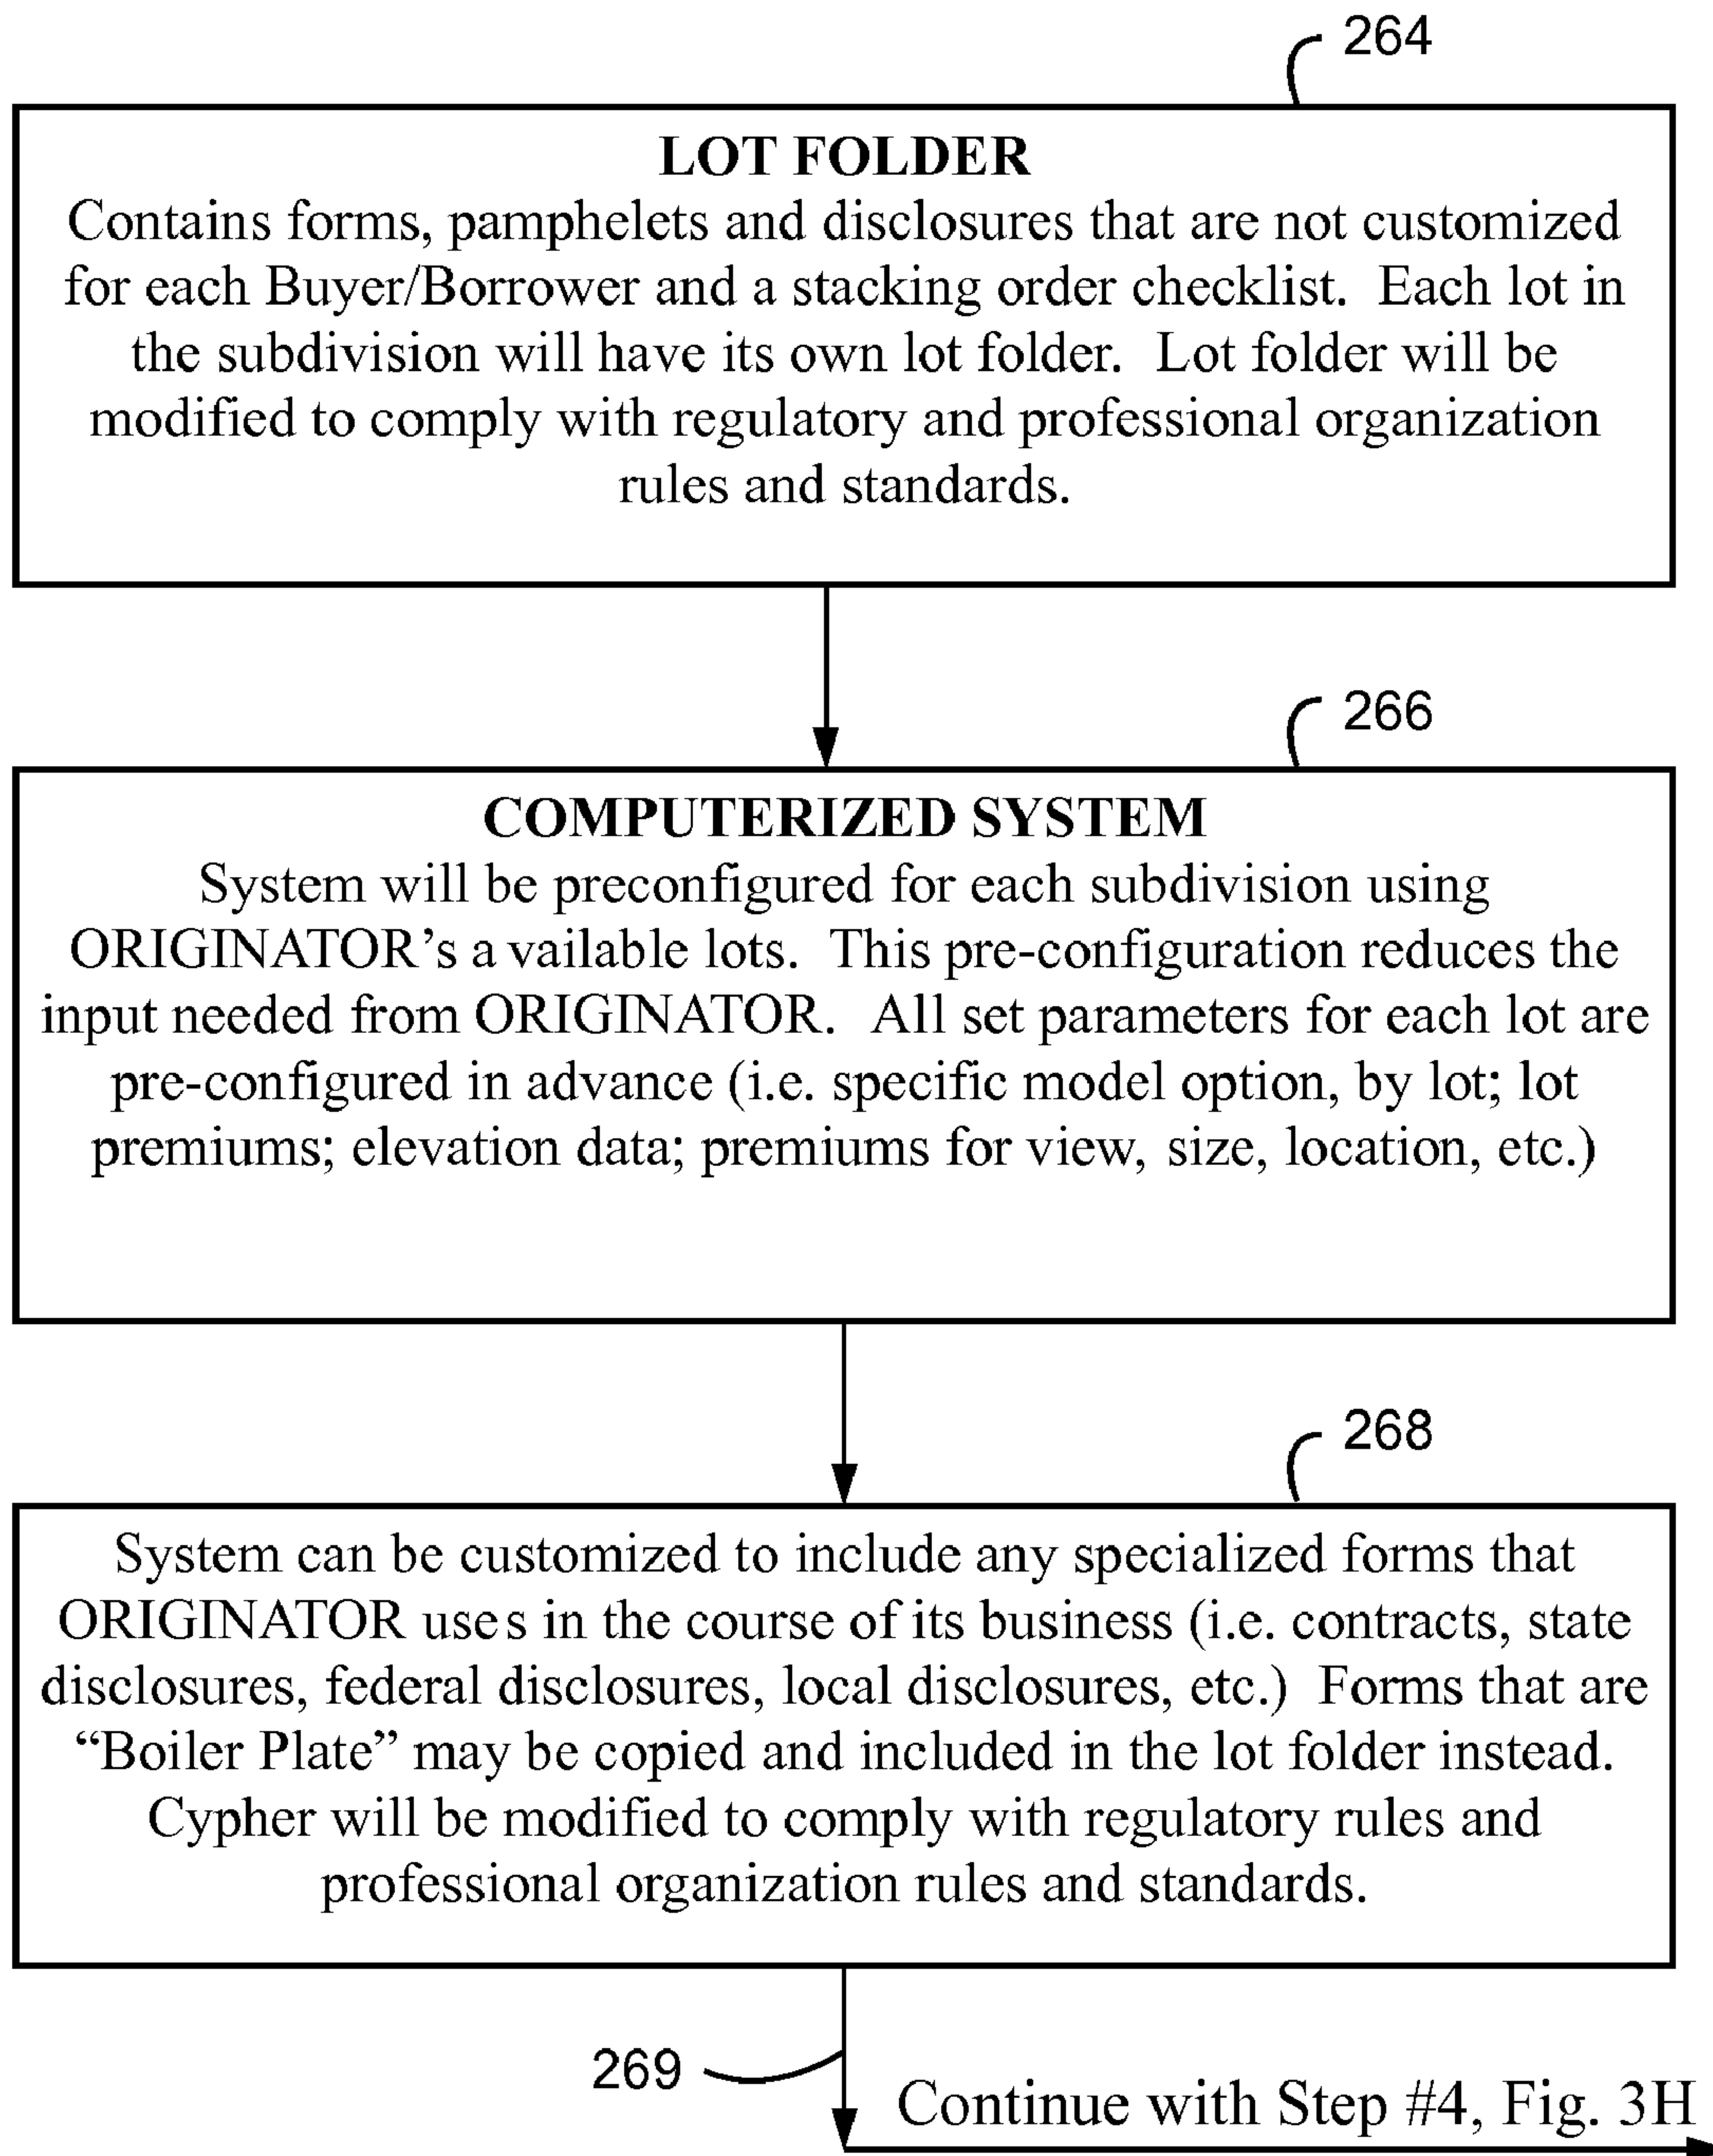 264
LOT FOLDER
Contains forms, pamphelets and disclosures that are not customized
for each Buyer/Borrower and a stacking order checklist.  Each lot in
the subdivision will have its own lot folder.  Lot folder will be
modified to comply with regulatory and professional organization
rules and standards.
266
COMPUTERIZED SYSTEM
System will be preconfigured for each subdivision using
ORIGINATOR’s a vailable lots.  This pre-configuration reduces the
input needed from ORIGINATOR.  All set parameters for each lot are
pre-configured in advance (i.e. specific model option, by lot; lot
premiums; elevation data; premiums for view, size, location, etc.)
268
System can be customized to include any specialized forms that
ORIGINATOR uses in the course of its business (i.e. contracts, state
disclosures, federal disclosures, local disclosures, etc.)  Forms that are
“Boiler Plate” may be copied and included in the lot folder instead.
Cypher will be modified to comply with regulatory rules and
professional organization rules and standards.
269
Continue with Step #4, Fig. 3H